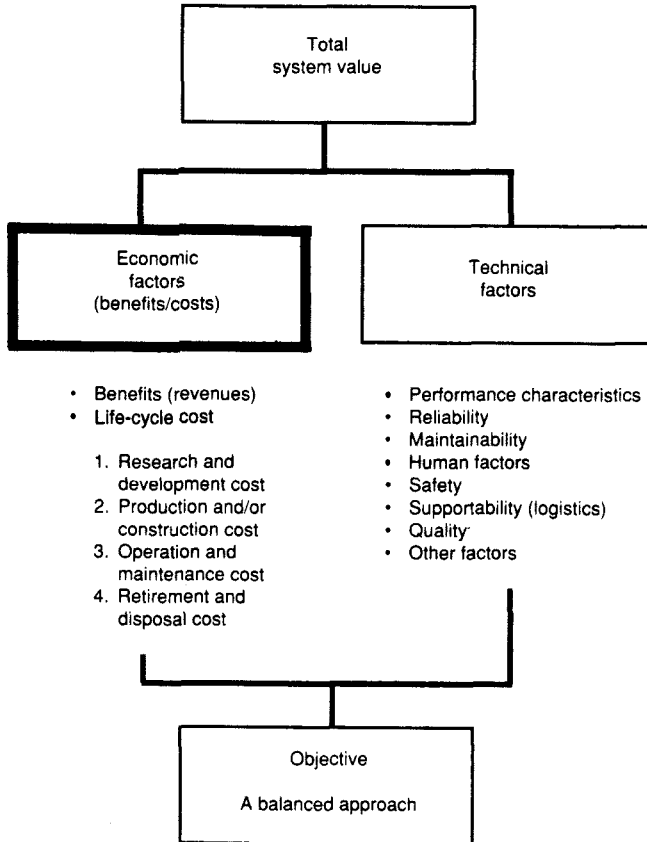 Total
system value
Economic
factors
(benefits/costs)
Technical
factors
• Benefits (revenues)
• Life-cycle cost
1. Research and
development cost
2. Production and/or
construction cost
3. Operation and
maintenance cost
4. Retirement and
disposal cost
• Performance characteristics
• Reliability
• Maintainability
• Human factors
• Safety
• Supportability (logistics)
• Quality
• Other factors
Objective
A balanced approach